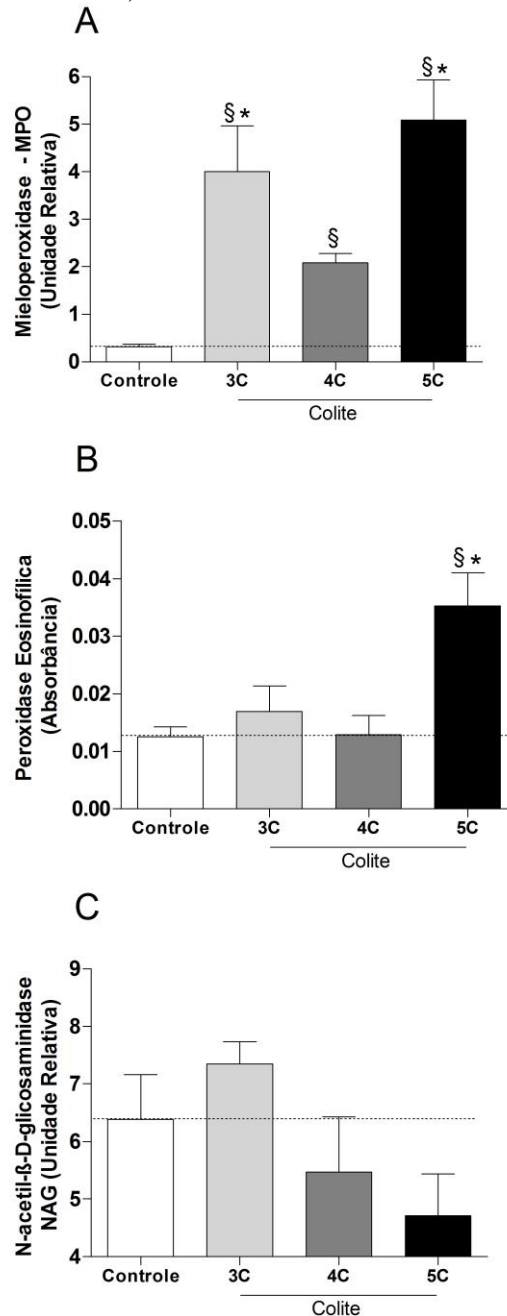 A
Mieloperoxidase - MPO
(Unidade Relativa)
6
5
4
3
2
1
0
§ *
§
§ *
Controle 3C 4C 5C
Colite
B
Peroxidase Eosinofílica
(Absorbância)
0.05
0.04
0.03
0.02
0.01
0.00
§ *
Controle 3C 4C 5C
Colite
C
N-acetil-ß-D-glicosaminidase
NAG (Unidade Relativa)
9
8
7
6
5
4
Controle 3C 4C 5C
Colite